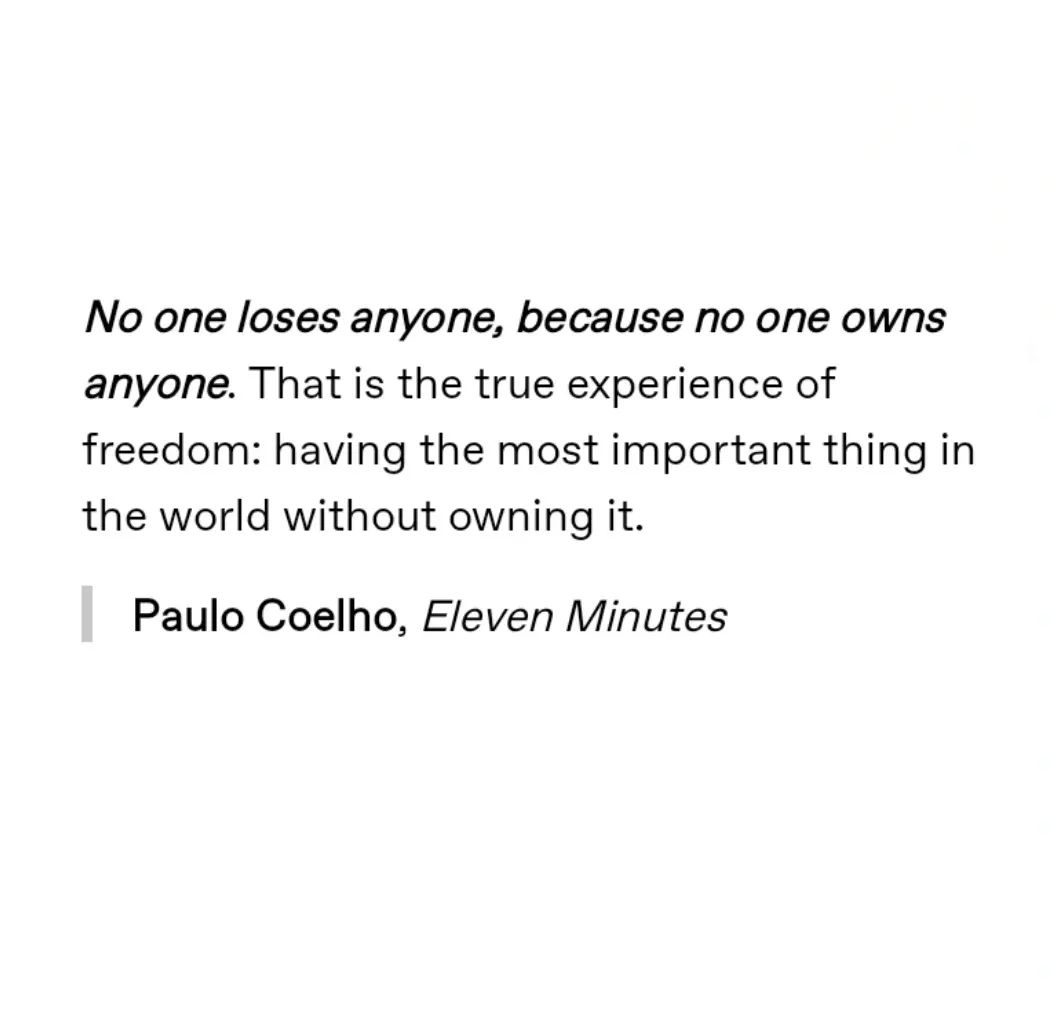 No one loses anyone, because no one owns
anyone. That is the true experience of
freedom: having the most important thing in
the world without owning it.
Paulo Coelho, Eleven Minutes